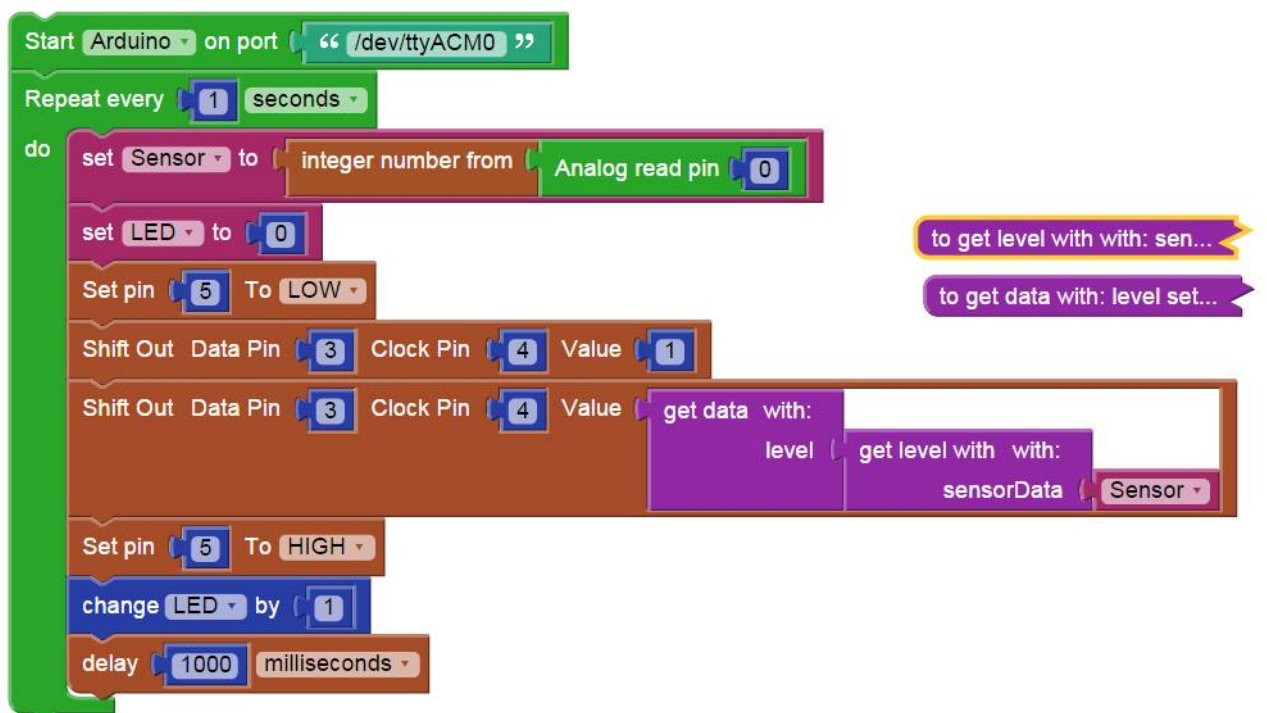 Start Arduino on port “ /dev/ttyACM0 ”
Repeat every 1 seconds
do set Sensor to integer number from Analog read pin 0
set LED to 0
to get level with with: sen...
Set pin 5 To LOW
to get data with: level set...
Shift Out Data Pin 3 Clock Pin 4 Value 1
Shift Out Data Pin 3 Clock Pin 4 Value get data with:
level get level with with:
sensorData Sensor
Set pin 5 To HIGH
change LED by 1
delay 1000 milliseconds